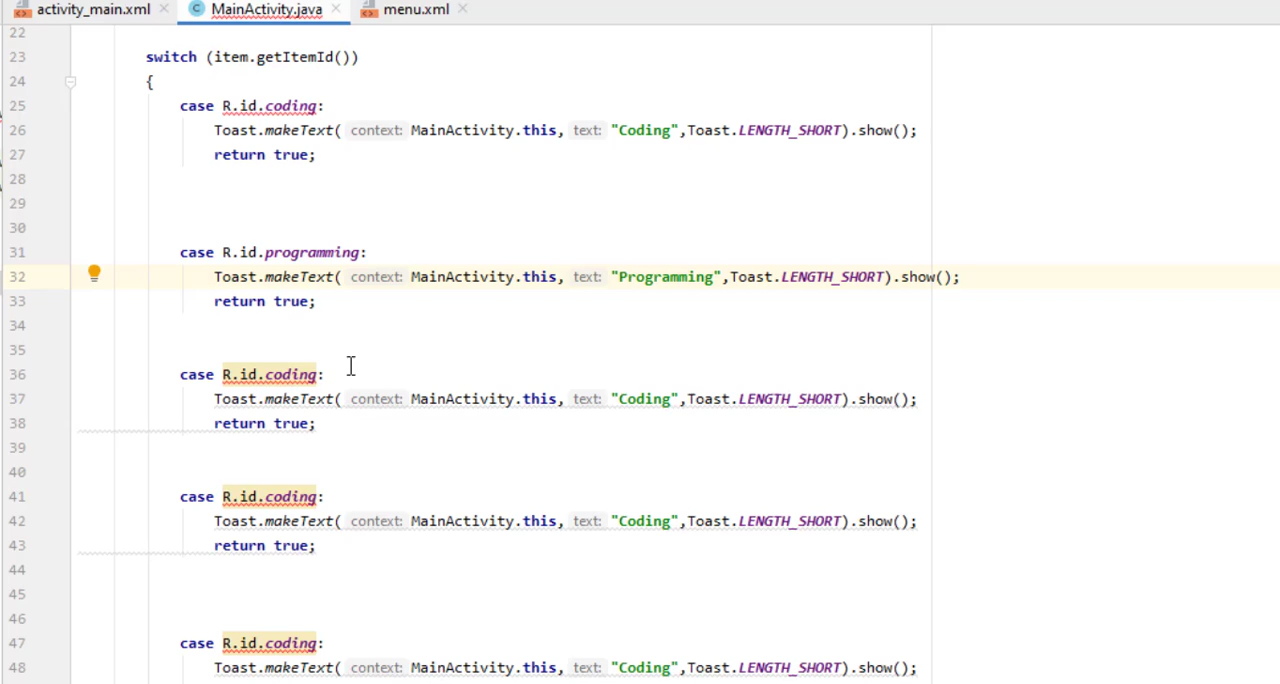 activity_main.xml MainActivity.java menu.xml
22
23 switch (item.getItemId())
24 {
25 case R.id.coding:
26 Toast.makeText( context: MainActivity.this, text: "Coding",Toast.LENGTH_SHORT).show();
27 return true;
28
29
30
31 case R.id.programming:
32 Toast.makeText( context: MainActivity.this, text: "Programming",Toast.LENGTH_SHORT).show();
33 return true;
34
35
36 case R.id.coding:
37 Toast.makeText( context: MainActivity.this, text: "Coding",Toast.LENGTH_SHORT).show();
38 return true;
39
40
41 case R.id.coding:
42 Toast.makeText( context: MainActivity.this, text: "Coding",Toast.LENGTH_SHORT).show();
43 return true;
44
45
46
47 case R.id.coding:
48 Toast.makeText( context: MainActivity.this, text: "Coding",Toast.LENGTH_SHORT).show();